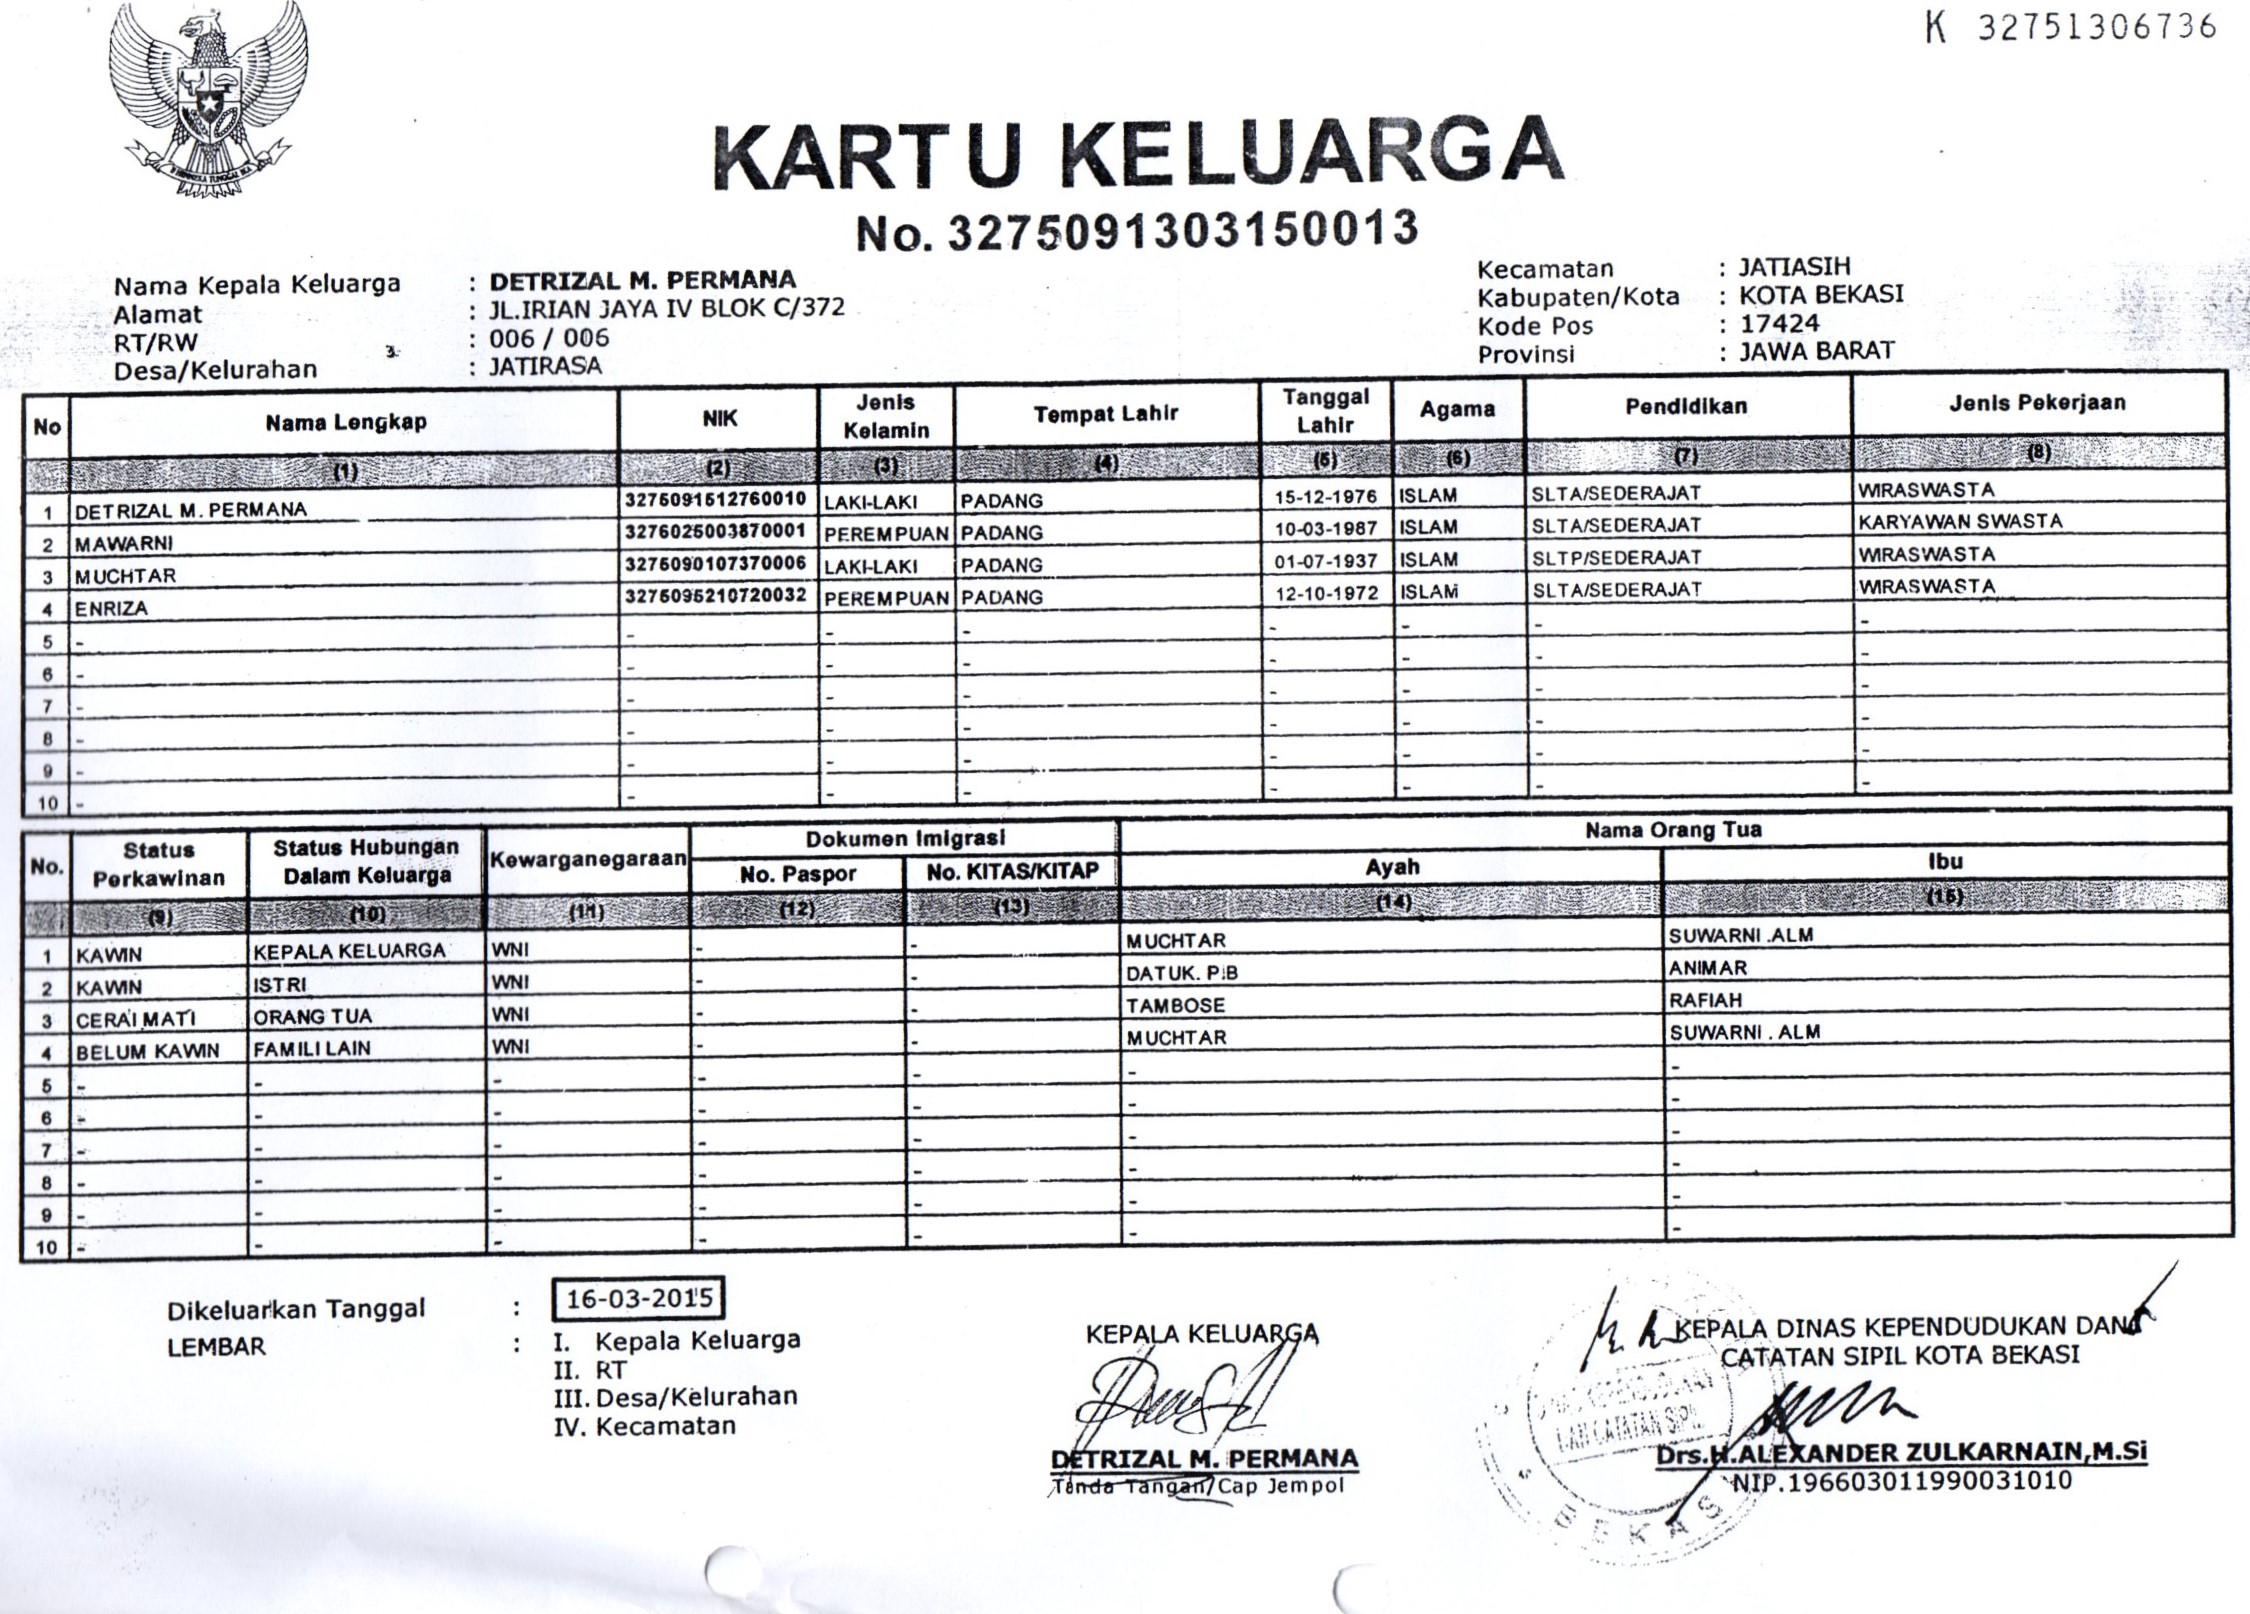 K 32751306736
KARTU KELUARGA
No. 3275091303150013
Nama Kepala Keluarga : DETRIZAL M. PERMANA
Alamat : JL.IRIAN JAYA IV BLOK C/372
RT/RW : 006 / 006
Desa/Kelurahan : JATIRASA
Kecamatan : JATIASIH
Kabupaten/Kota : KOTA BEKASI
Kode Pos : 17424
Provinsi : JAWA BARAT
No Nama Lengkap NIK Jenis Kelamin Tempat Lahir Tanggal Lahir Agama Pendidikan Jenis Pekerjaan
(1) (2) (3) (4) (5) (6) (7) (8)
1 DETRIZAL M. PERMANA 3275091512760010 LAKI-LAKI PADANG 15-12-1976 ISLAM SLTA/SEDERAJAT WIRASWASTA
2 MAWARNI 3276025003870001 PEREMPUAN PADANG 10-03-1987 ISLAM SLTA/SEDERAJAT KARYAWAN SWASTA
3 MUCHTAR 3275090107370006 LAKI-LAKI PADANG 01-07-1937 ISLAM SLTP/SEDERAJAT WIRASWASTA
4 ENRIZA 3275095210720032 PEREMPUAN PADANG 12-10-1972 ISLAM SLTA/SEDERAJAT WIRASWASTA
5 - - - - - - - -
6 - - - - - - - -
7 - - - - - - - -
8 - - - - - - - -
9 - - - - - - - -
10 - - - - - - - -
No. Status Perkawinan Status Hubungan Dalam Keluarga Kewarganegaraan Dokumen Imigrasi Nama Orang Tua
No. Paspor No. KITAS/KITAP Ayah Ibu
(9) (10) (11) (12) (13) (14) (15)
1 KAWIN KEPALA KELUARGA WNI - - MUCHTAR SUWARNI .ALM
2 KAWIN ISTRI WNI - - DATUK. P.B ANIMAR
3 CERAI MATI ORANG TUA WNI - - TAMBOSE RAFIAH
4 BELUM KAWIN FAMILI LAIN WNI - - MUCHTAR SUWARNI . ALM
5 - - - - - - -
6 - - - - - - -
7 - - - - - - -
8 - - - - - - -
9 - - - - - - -
10 - - - - - - -
Dikeluarkan Tanggal : 16-03-2015
LEMBAR : I. Kepala Keluarga
II. RT
III. Desa/Kelurahan
IV. Kecamatan
KEPALA KELUARGA
DETRIZAL M. PERMANA
Tanda Tangan/Cap Jempol
KEPALA DINAS KEPENDUDUKAN DAN
CATATAN SIPIL KOTA BEKASI
DAN CATATAN SIPIL
BEKASI
Drs.H.ALEXANDER ZULKARNAIN,M.Si
NIP.196603011990031010